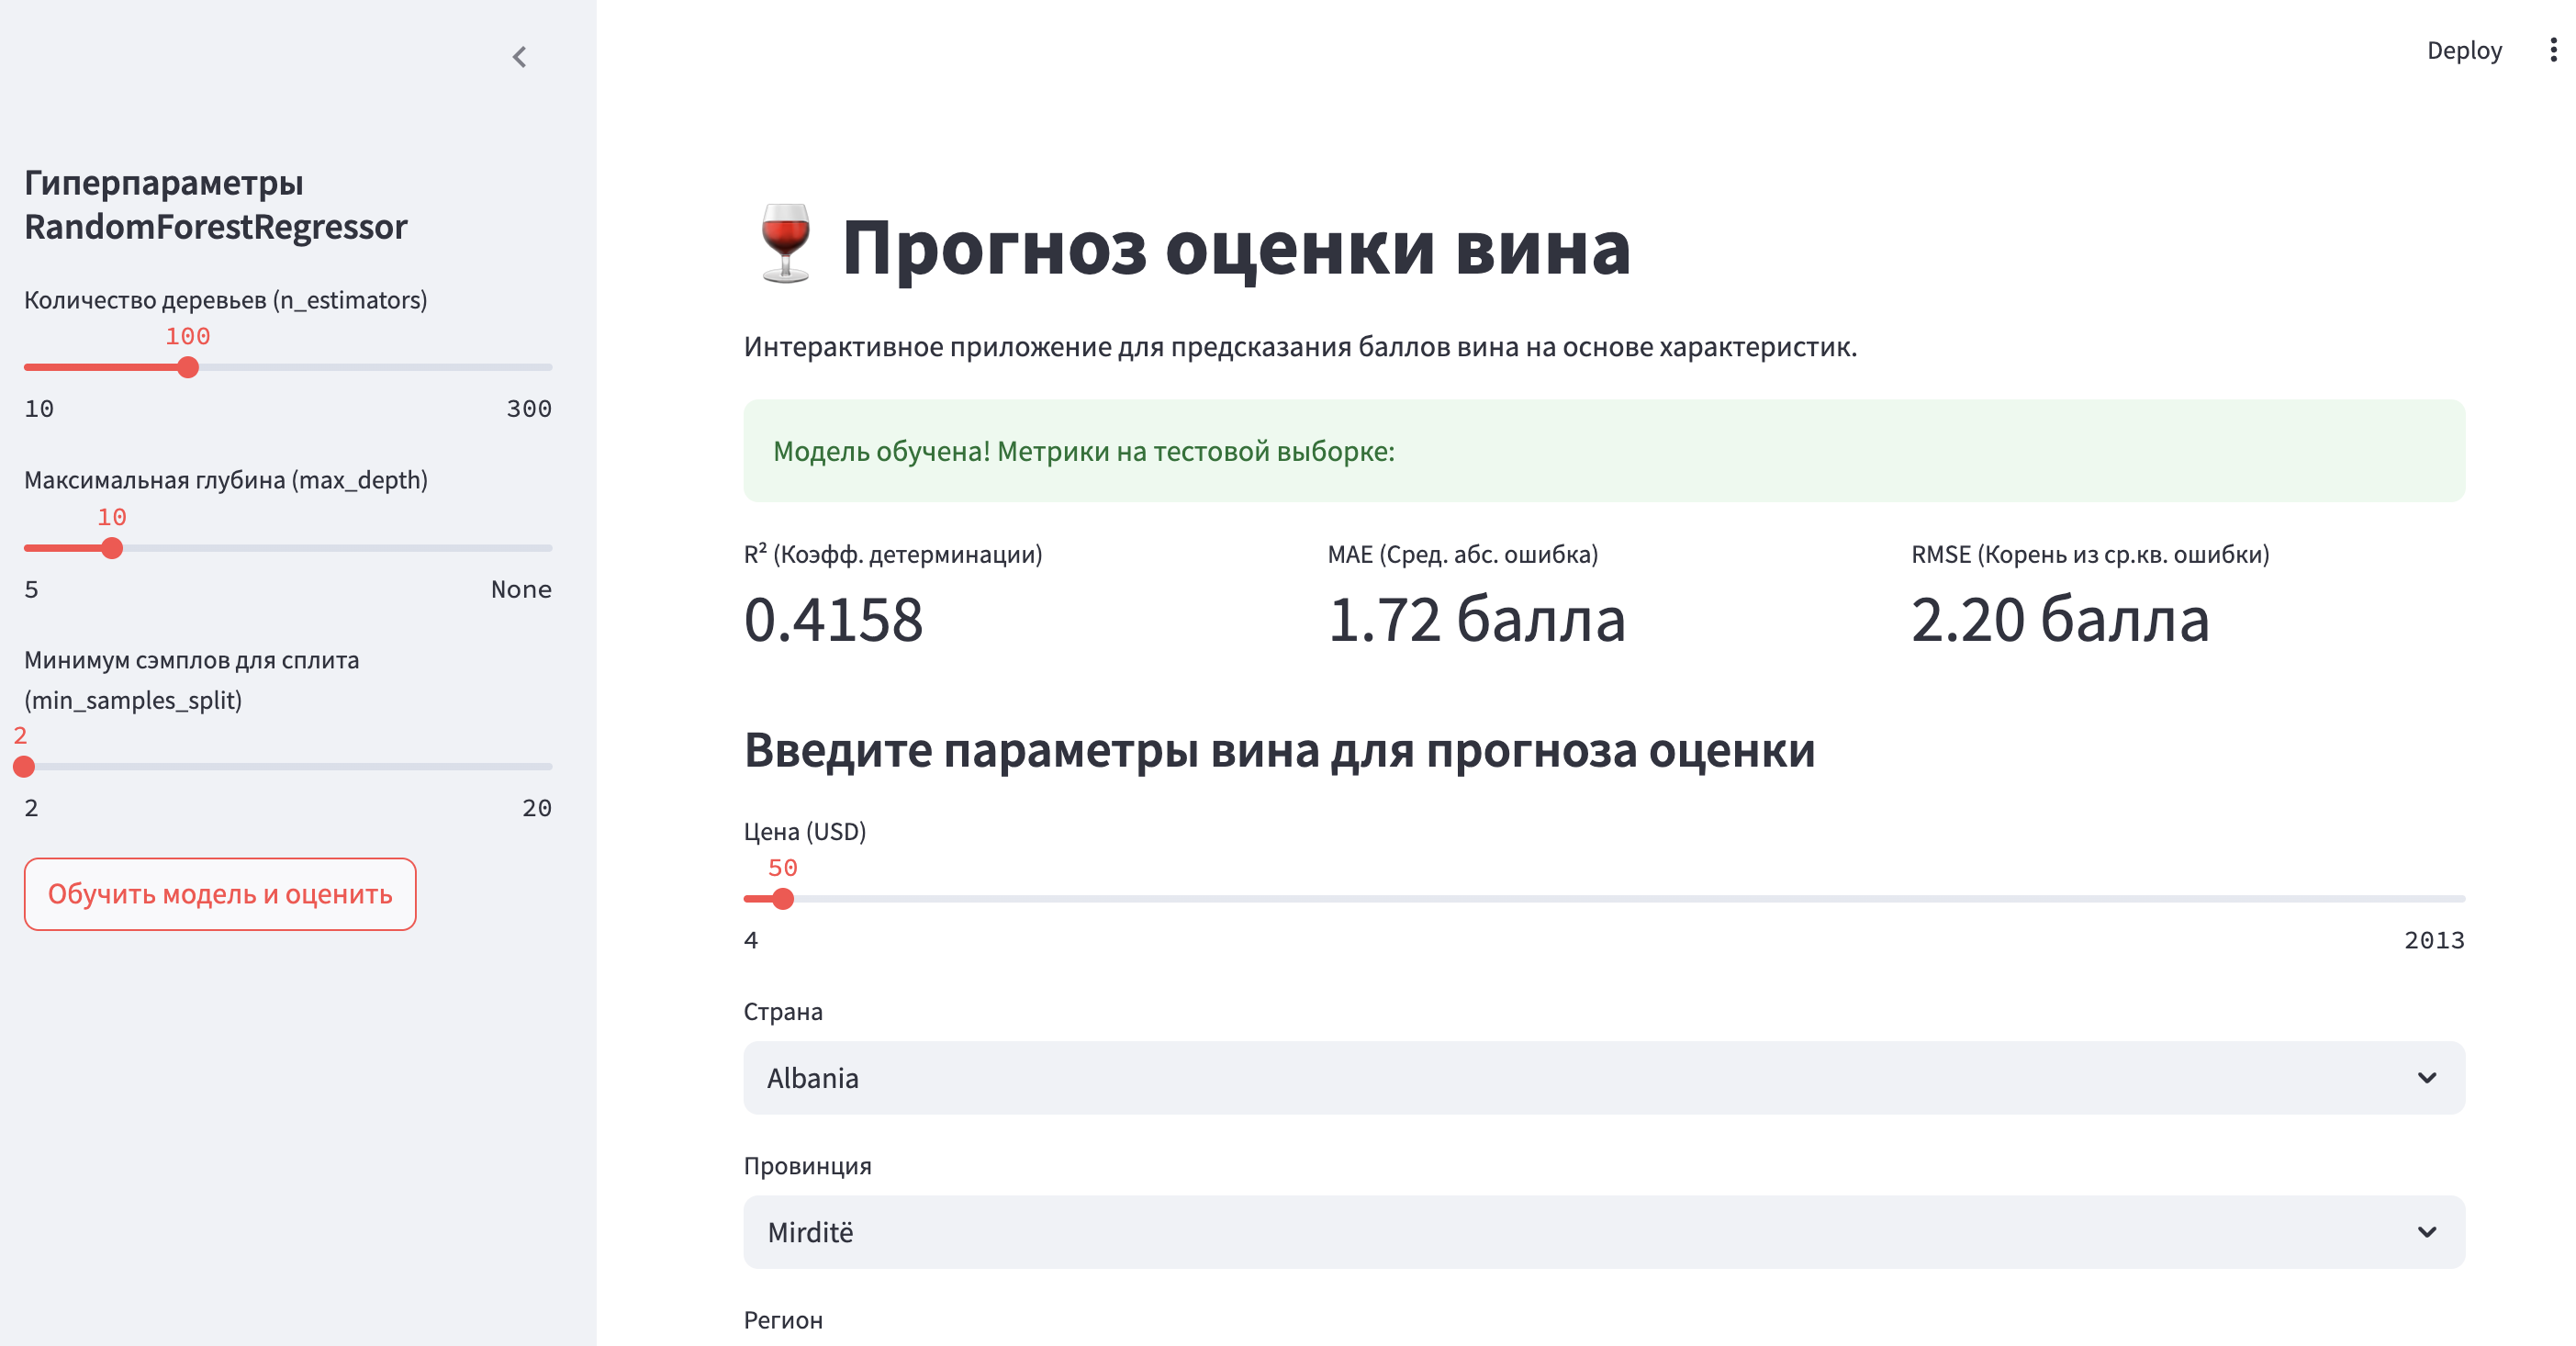 Гиперпараметры
RandomForestRegressor
Количество деревьев (n_estimators)
100
10 300
Максимальная глубина (max_depth)
10
5 None
Минимум сэмплов для сплита
(min_samples_split)
2
2 20
Обучить модель и оценить
Deploy
Прогноз оценки вина
Интерактивное приложение для предсказания баллов вина на основе характеристик.
Модель обучена! Метрики на тестовой выборке:
R² (Коэфф. детерминации) MAE (Сред. абс. ошибка) RMSE (Корень из ср.кв. ошибки)
0.4158 1.72 балла 2.20 балла
Введите параметры вина для прогноза оценки
Цена (USD)
50
4 2013
Страна
Albania
Провинция
Mirditë
Регион